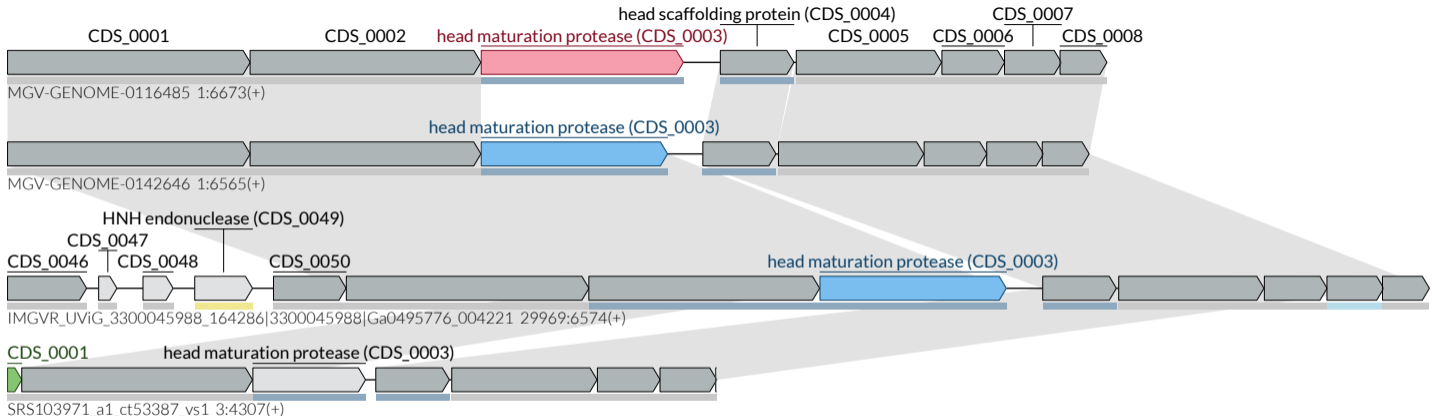 head scaffolding protein (CDS_0004) CDS_0007
CDS_0001 CDS_0002 head maturation protease (CDS_0003) CDS_0005 CDS_0006 CDS_0008
MGV-GENOME-0116485 1:6673(+)
head maturation protease (CDS_0003)
MGV-GENOME-0142646 1:6565(+)
HNH endonuclease (CDS_0049)
CDS_0047
CDS_0046 CDS_0048 CDS_0050 head maturation protease (CDS_0003)
IMGVR_UViG_3300045988_164286|3300045988|Ga0495776_004221 29969:6574(+)
CDS_0001 head maturation protease (CDS_0003)
SRS103971_a1_ct53387_vs1 3:4307(+)